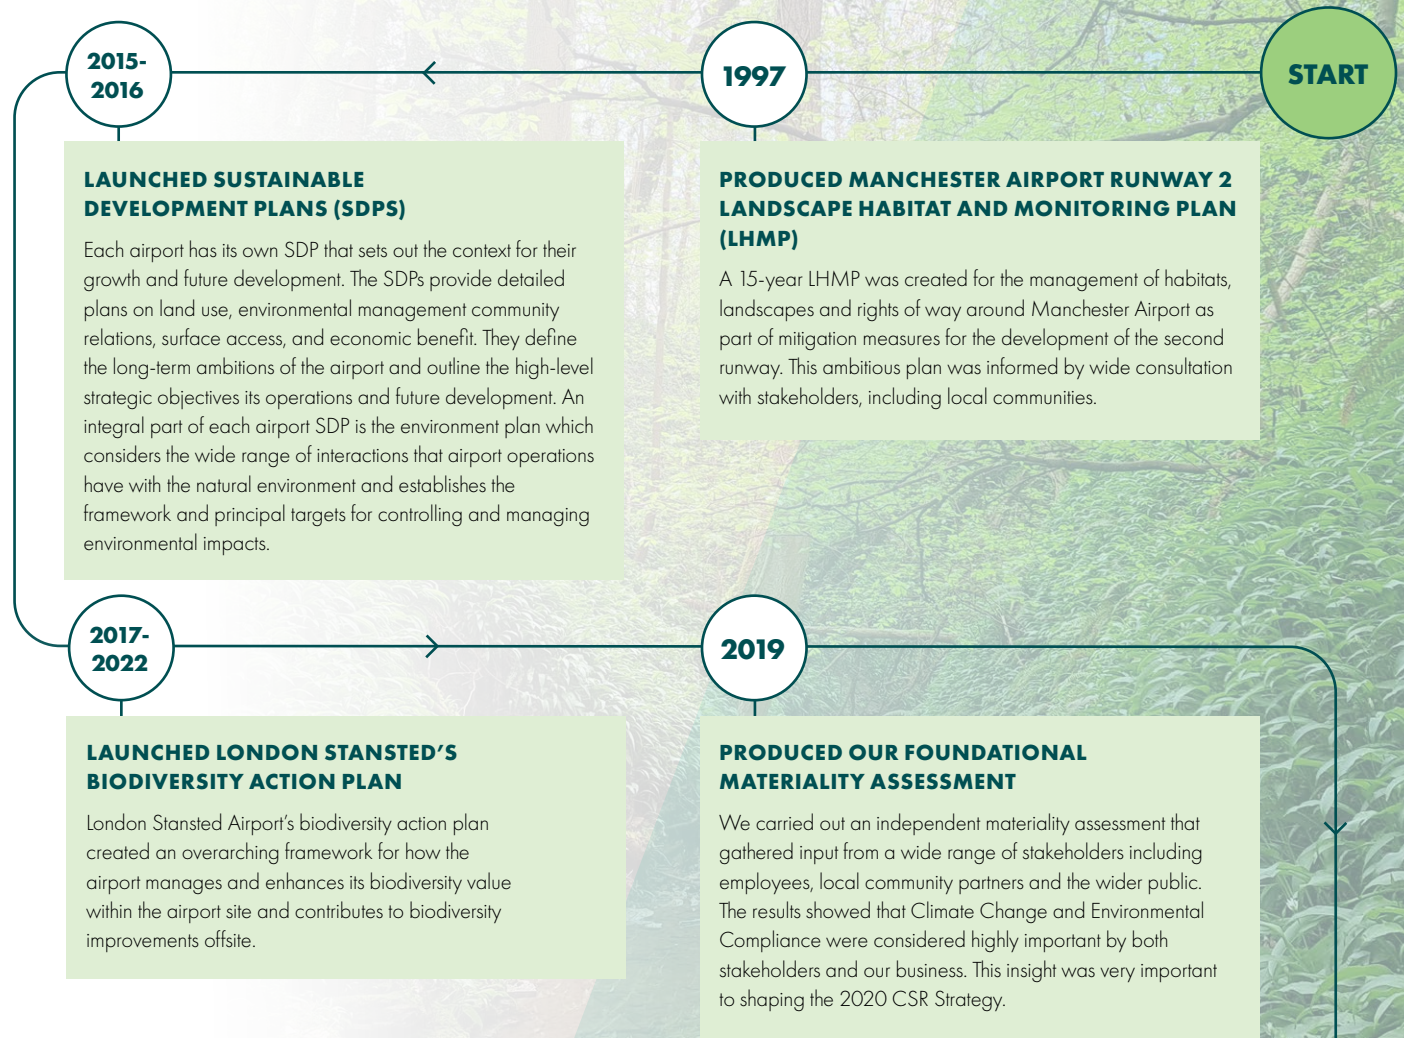 START
1997
PRODUCED MANCHESTER AIRPORT RUNWAY 2
LANDSCAPE HABITAT AND MONITORING PLAN
(LHMP)
A 15-year LHMP was created for the management of habitats,
landscapes and rights of way around Manchester Airport as
part of mitigation measures for the development of the second
runway. This ambitious plan was informed by wide consultation
with stakeholders, including local communities.
2015-
2016
LAUNCHED SUSTAINABLE
DEVELOPMENT PLANS (SDPS)
Each airport has its own SDP that sets out the context for their
growth and future development. The SDPs provide detailed
plans on land use, environmental management community
relations, surface access, and economic benefit. They define
the long-term ambitions of the airport and outline the high-level
strategic objectives its operations and future development. An
integral part of each airport SDP is the environment plan which
considers the wide range of interactions that airport operations
have with the natural environment and establishes the
framework and principal targets for controlling and managing
environmental impacts.
2017-
2022
LAUNCHED LONDON STANSTED’S
BIODIVERSITY ACTION PLAN
London Stansted Airport’s biodiversity action plan
created an overarching framework for how the
airport manages and enhances its biodiversity value
within the airport site and contributes to biodiversity
improvements offsite.
2019
PRODUCED OUR FOUNDATIONAL
MATERIALITY ASSESSMENT
We carried out an independent materiality assessment that
gathered input from a wide range of stakeholders including
employees, local community partners and the wider public.
The results showed that Climate Change and Environmental
Compliance were considered highly important by both
stakeholders and our business. This insight was very important
to shaping the 2020 CSR Strategy.